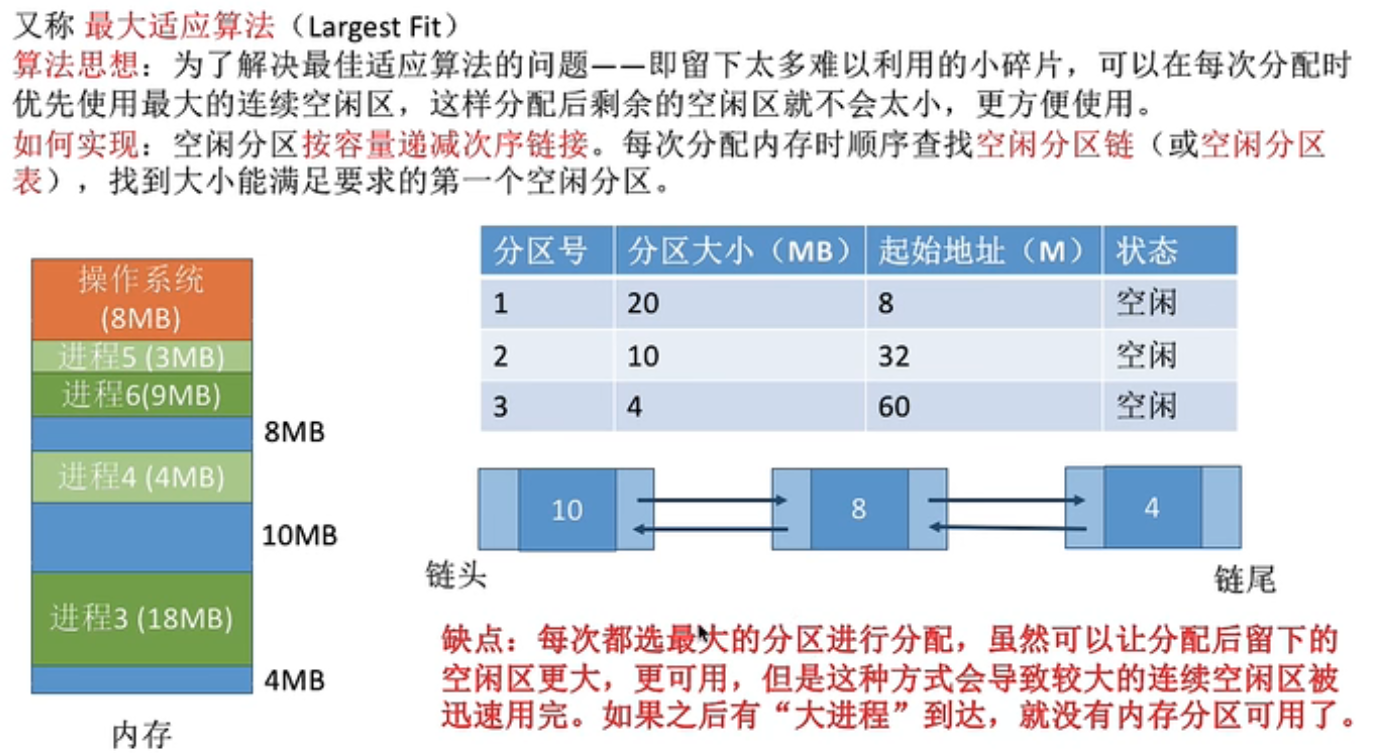 又称 最大适应算法（Largest Fit）
算法思想：为了解决最佳适应算法的问题——即留下太多难以利用的小碎片，可以在每次分配时
优先使用最大的连续空闲区，这样分配后剩余的空闲区就不会太小，更方便使用。
如何实现：空闲分区按容量递减次序链接。每次分配内存时顺序查找空闲分区链（或空闲分区
表），找到大小能满足要求的第一个空闲分区。
操作系统
(8MB)
进程5 (3MB)
进程6(9MB)
8MB
进程4 (4MB)
10MB
进程3 (18MB)
4MB
内存
分区号 分区大小（MB） 起始地址（M） 状态
1 20 8 空闲
2 10 32 空闲
3 4 60 空闲
10 8 4
链头 链尾
缺点：每次都选最大的分区进行分配，虽然可以让分配后留下的
空闲区更大，更可用，但是这种方式会导致较大的连续空闲区被
迅速用完。如果之后有“大进程”到达，就没有内存分区可用了。